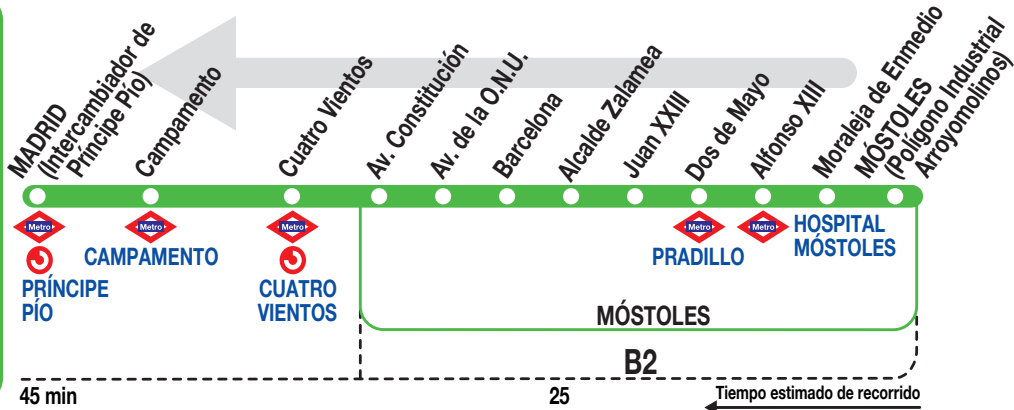 MADRID
(Intercambiador de
Príncipe Pío)
Campamento
Cuatro Vientos
Av. Constitución
Av. de la O.N.U.
Barcelona
Alcalde Zalamea
Juan XXIII
Dos de Mayo
Alfonso XIII
Moraleja de Enmedio
MÓSTOLES
(Polígono Industrial
Arroyomolinos)
Metro
Metro
Metro
Metro
Metro
PRÍNCIPE
PÍO
CAMPAMENTO
CUATRO
VIENTOS
PRADILLO
HOSPITAL
MÓSTOLES
MÓSTOLES
B2
45 min
25
Tiempo estimado de recorrido